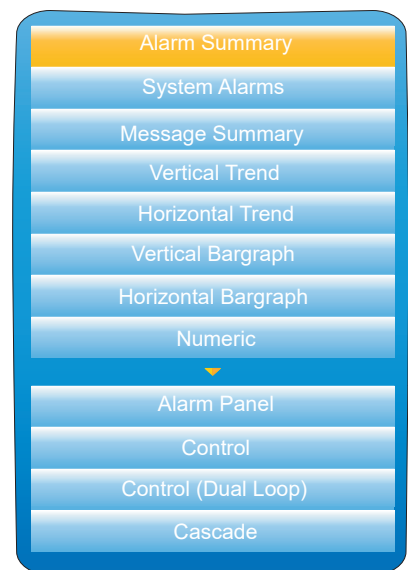 Alarm Summary
System Alarms
Message Summary
Vertical Trend
Horizontal Trend
Vertical Bargraph
Horizontal Bargraph
Numeric
Alarm Panel
Control
Control (Dual Loop)
Cascade